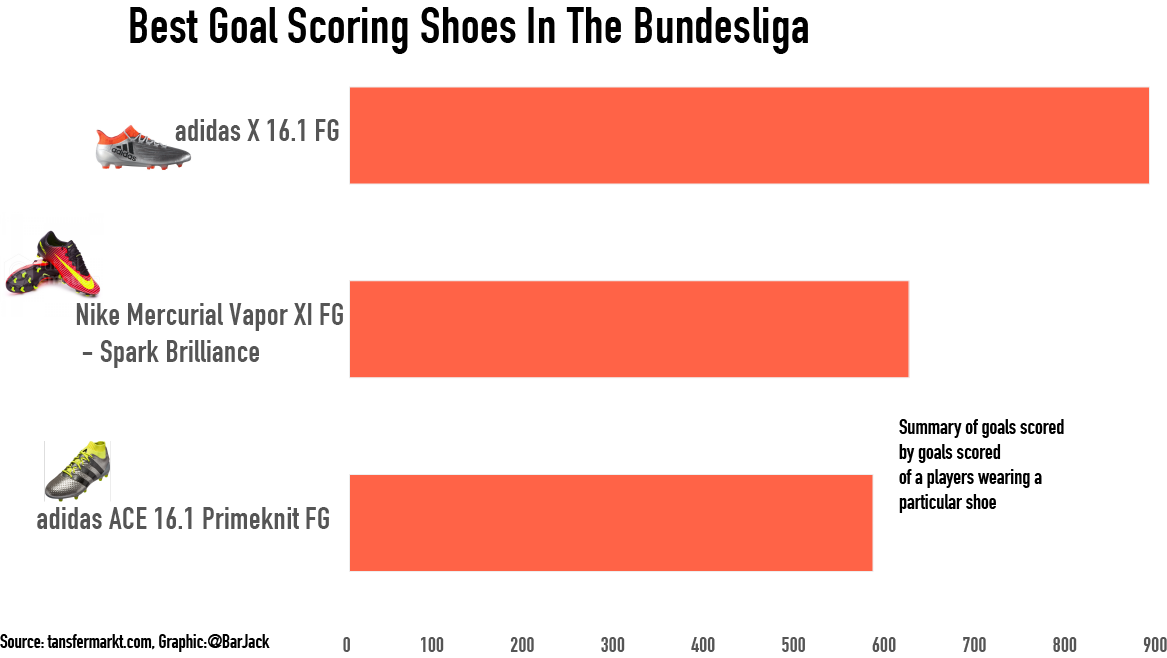 Best Goal Scoring Shoes In The Bundesliga
adidas X 16.1 FG
adidas
Nike Mercurial Vapor XI FG
- Spark Brilliance
adidas ACE 16.1 Primeknit FG
Summary of goals scored
by goals scored
of a players wearing a
particular shoe
Source: tansfermarkt.com, Graphic:@BarJack
0 100 200 300 400 500 600 700 800 900